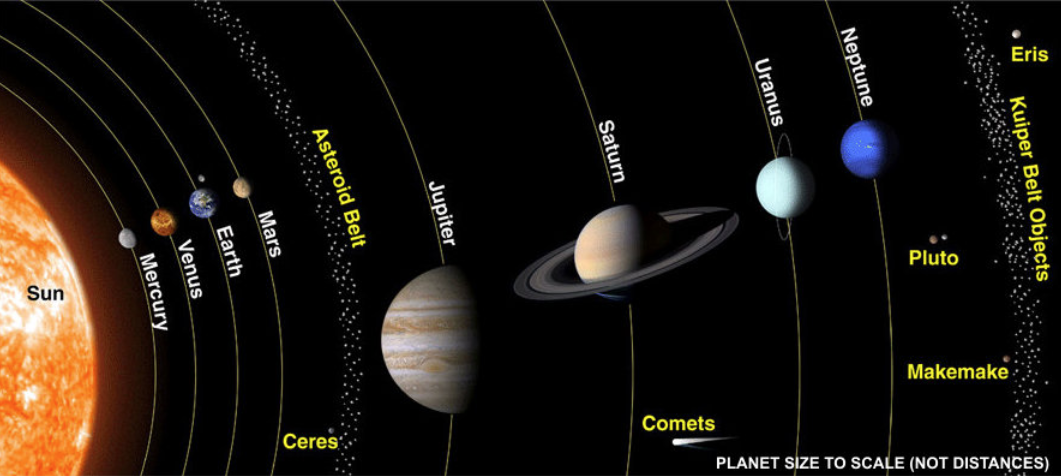 Sun
Mercury
Venus
Earth
Mars
Asteroid Belt
Ceres
Jupiter
Saturn
Comets
Uranus
Neptune
Pluto
Makemake
Eris
Kuiper Belt Objects
PLANET SIZE TO SCALE (NOT DISTANCES)